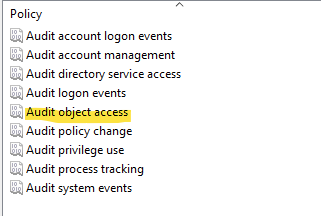 Policy
Audit account logon events
Audit account management
Audit directory service access
Audit logon events
Audit object access
Audit policy change
Audit privilege use
Audit process tracking
Audit system events